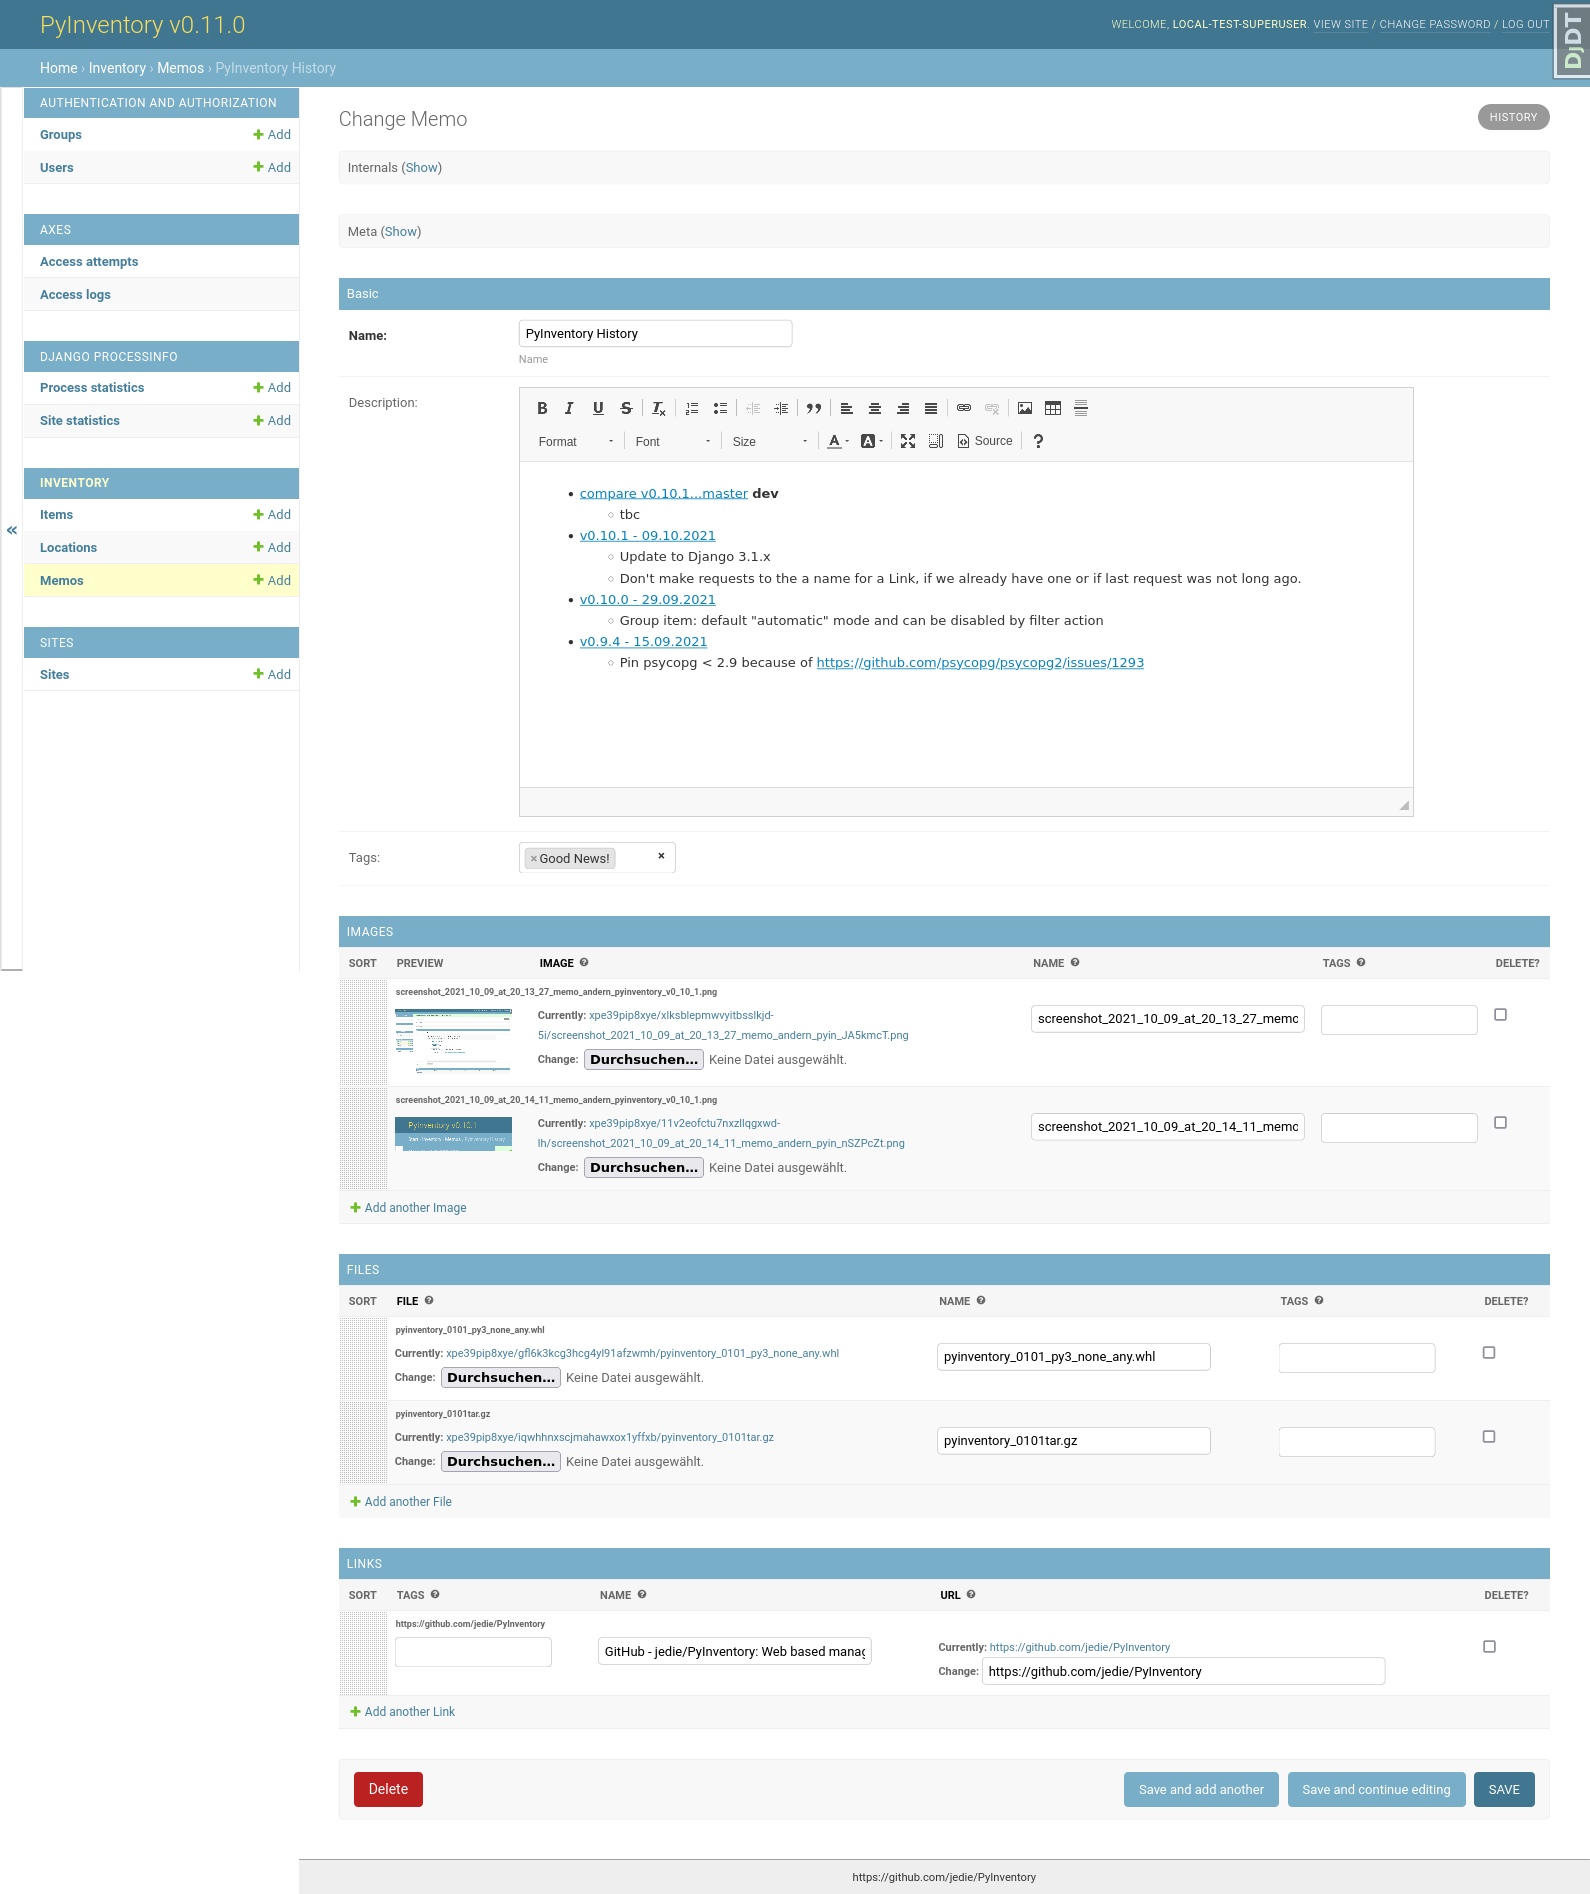 PyInventory v0.11.0
WELCOME, LOCAL-TEST-SUPERUSER. VIEW SITE / CHANGE PASSWORD / LOG OUT
DjDT
Home › Inventory › Memos › PyInventory History
AUTHENTICATION AND AUTHORIZATION
Groups Add
Users Add
AXES
Access attempts
Access logs
DJANGO PROCESSINFO
Process statistics Add
Site statistics Add
INVENTORY
Items Add
Locations Add
Memos Add
SITES
Sites Add
«
Change Memo
HISTORY
Internals (Show)
Meta (Show)
Basic
Name: PyInventory History
Name
Description:
Format Font Size Source
• compare v0.10.1...master dev
◦ tbc
• v0.10.1 - 09.10.2021
◦ Update to Django 3.1.x
◦ Don't make requests to the a name for a Link, if we already have one or if last request was not long ago.
• v0.10.0 - 29.09.2021
◦ Group item: default "automatic" mode and can be disabled by filter action
• v0.9.4 - 15.09.2021
◦ Pin psycopg < 2.9 because of https://github.com/psycopg/psycopg2/issues/1293
Tags: × Good News! ×
IMAGES
SORT PREVIEW IMAGE NAME TAGS DELETE?
screenshot_2021_10_09_at_20_13_27_memo_andern_pyinventory_v0_10_1.png
Currently: xpe39pip8xye/xlksblepmwvyitbsslkjd-
5i/screenshot_2021_10_09_at_20_13_27_memo_andern_pyin_JA5kmcT.png
screenshot_2021_10_09_at_20_13_27_memo
Change: Durchsuchen... Keine Datei ausgewählt.
screenshot_2021_10_09_at_20_14_11_memo_andern_pyinventory_v0_10_1.png
PyInventory v0.10.1
Start › Inventory › Memos › PyInventory History
Currently: xpe39pip8xye/11v2eofctu7nxzllqgxwd-
lh/screenshot_2021_10_09_at_20_14_11_memo_andern_pyin_nSZPcZt.png
screenshot_2021_10_09_at_20_14_11_memo
Change: Durchsuchen... Keine Datei ausgewählt.
Add another Image
FILES
SORT FILE NAME TAGS DELETE?
pyinventory_0101_py3_none_any.whl
Currently: xpe39pip8xye/gfl6k3kcg3hcg4yl91afzwmh/pyinventory_0101_py3_none_any.whl
pyinventory_0101_py3_none_any.whl
Change: Durchsuchen... Keine Datei ausgewählt.
pyinventory_0101tar.gz
Currently: xpe39pip8xye/iqwhhnxscjmahawxox1yffxb/pyinventory_0101tar.gz
pyinventory_0101tar.gz
Change: Durchsuchen... Keine Datei ausgewählt.
Add another File
LINKS
SORT TAGS NAME URL DELETE?
https://github.com/jedie/PyInventory
GitHub - jedie/PyInventory: Web based manag
Currently: https://github.com/jedie/PyInventory
Change: https://github.com/jedie/PyInventory
Add another Link
Delete Save and add another Save and continue editing SAVE
https://github.com/jedie/PyInventory